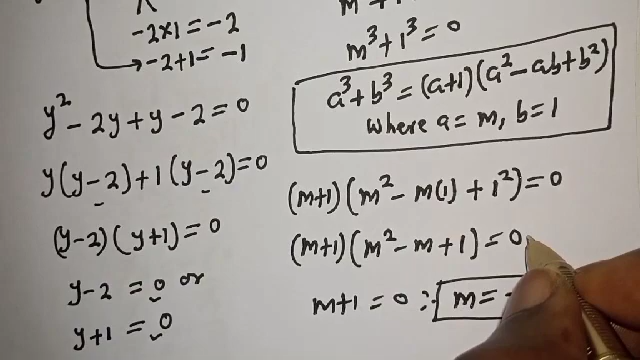 -2×1 = -2
-2+1 = -1
y² - 2y + y - 2 = 0
y(y-2)+1(y-2)=0
(y-2)(y+1)=0
y-2 = 0 or
y+1 = 0
m³+1³=0
a³+b³ = (a+1)(a²-ab+b²)
where a=m, b=1
(m+1)(m²-m(1)+1²)=0
(m+1)(m²-m+1)=0
m+1=0 ∴ m= -